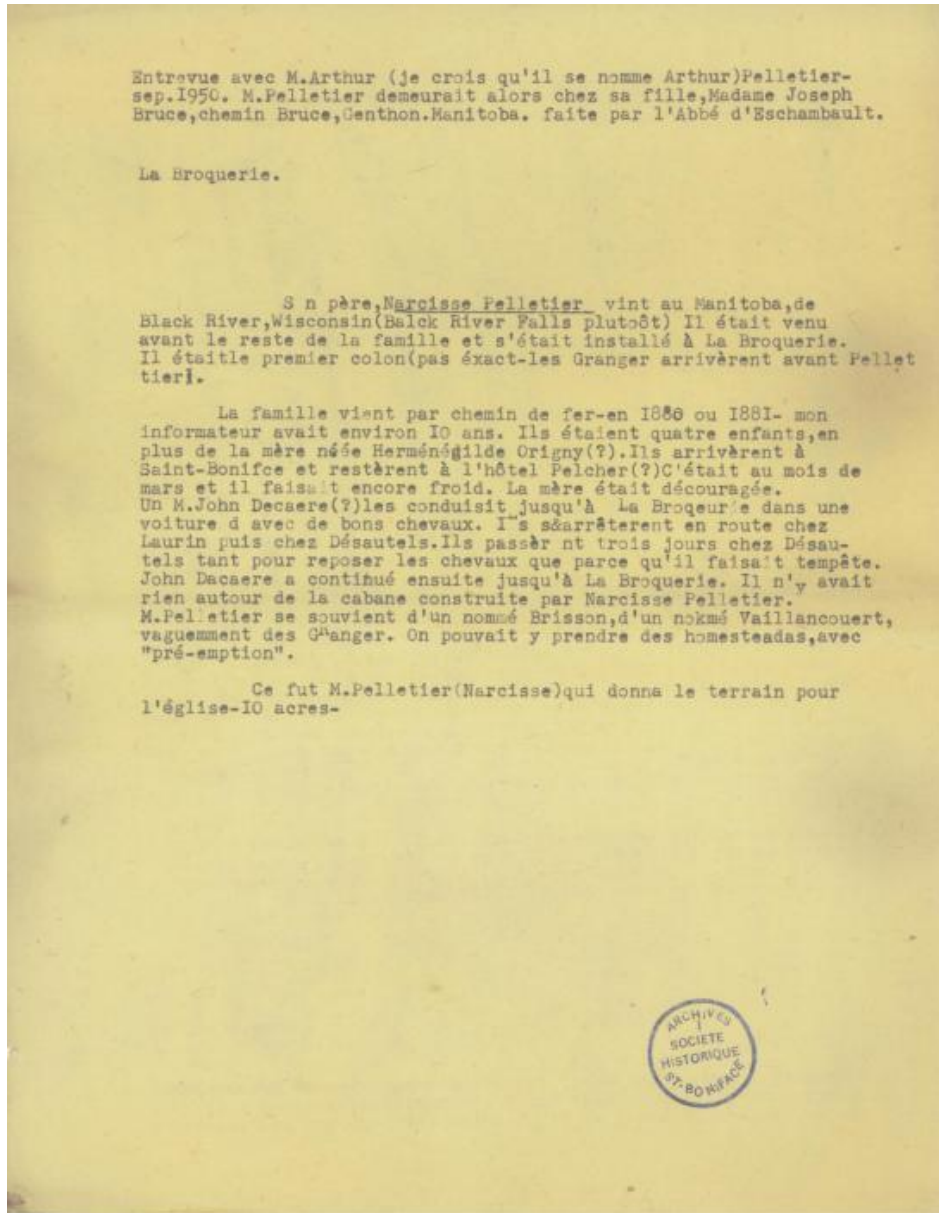 Entrevue avec M.Arthur (je crois qu'il se nomme Arthur)Pelletier-
sep.I950. M.Pelletier demeurait alors chez sa fille,Madame Joseph
Bruce,chemin Bruce,Genthon.Manitoba. faite par l'Abbé d'Eschambault.
La Broquerie.
S n père,Narcisse Pelletier vint au Manitoba,de
Black River,Wisconsin(Balck River Falls plutoôt) Il était venu
avant le reste de la famille et s'était installé à La Broquerie.
Il étaitle premier colon(pas éxact-les Granger arrivèrent avant Pellet
tier).
La famille vient par chemin de fer-en I880 ou I88I- mon
informateur avait environ IO ans. Ils étaient quatre enfants,en
plus de la mère néée Herménégilde Origny(?).Ils arrivèrent à
Saint-Bonifce et restèrent à l'hôtel Pelcher(?)C'était au mois de
mars et il faisait encore froid. La mère était découragée.
Un M.John Decaere(?)les conduisit jusqu'à La Broqeurie dans une
voiture d avec de bons chevaux. I~s s&arrêterent en route chez
Laurin puis chez Désautels.Ils passèr nt trois jours chez Désau-
tels tant pour reposer les chevaux que parce qu'il faisait tempête.
John Dacaere a continué ensuite jusqu'à La Broquerie. Il n'y avait
rien autour de la cabane construite par Narcisse Pelletier.
M.Pelletier se souvient d'un nommé Brisson,d'un nokmé Vaillancouert,
vaguemment des Granger. On pouvait y prendre des homesteadas,avec
"pré-emption".
Ce fut M.Pelletier(Narcisse)qui donna le terrain pour
l'église-IO acres-
ARCHIVES
SOCIETE
HISTORIQUE
ST-BONIFACE